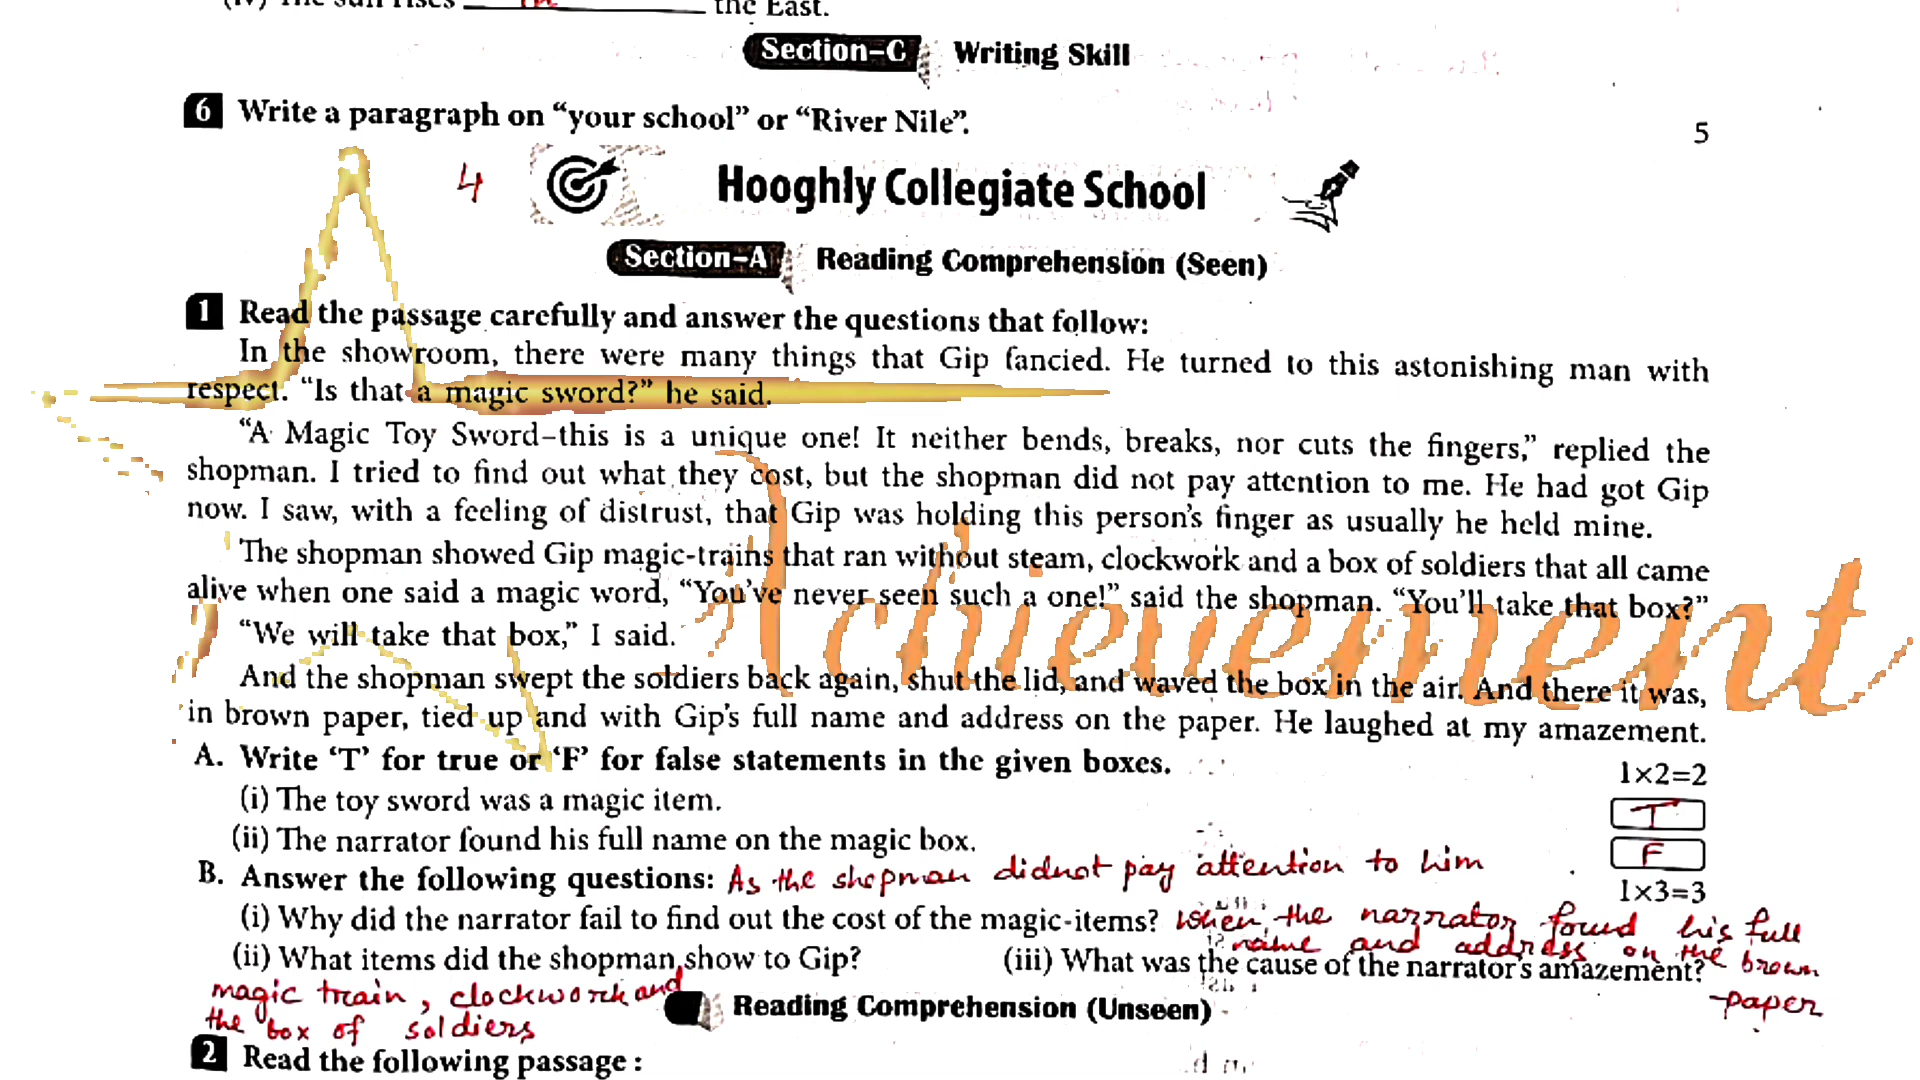 (iv) The sun rises in the East.
Section-C Writing Skill
6 Write a paragraph on “your school” or “River Nile”.
5
4
Hooghly Collegiate School
Section-A Reading Comprehension (Seen)
1 Read the passage carefully and answer the questions that follow:
In the showroom, there were many things that Gip fancied. He turned to this astonishing man with
respect. “Is that a magic sword?” he said.
“A Magic Toy Sword–this is a unique one! It neither bends, breaks, nor cuts the fingers,” replied the
shopman. I tried to find out what they cost, but the shopman did not pay attention to me. He had got Gip
now. I saw, with a feeling of distrust, that Gip was holding this person’s finger as usually he held mine.
The shopman showed Gip magic-trains that ran without steam, clockwork and a box of soldiers that all came
alive when one said a magic word, “You’ve never seen such a one!” said the shopman. “You’ll take that box?”
“We will take that box,” I said.
Achievement
And the shopman swept the soldiers back again, shut the lid, and waved the box in the air. And there it was,
in brown paper, tied up and with Gip’s full name and address on the paper. He laughed at my amazement.
A. Write ‘T’ for true or ‘F’ for false statements in the given boxes.
1×2=2
(i) The toy sword was a magic item.
T
(ii) The narrator found his full name on the magic box.
F
B. Answer the following questions: As the shopman didnot pay attention to him
1×3=3
(i) Why did the narrator fail to find out the cost of the magic-items? when the narrator found his full
name and address on the brown
-paper
(ii) What items did the shopman show to Gip? (iii) What was the cause of the narrator’s amazement?
magic train, clockwork and
the box of soldiers
Reading Comprehension (Unseen)
2 Read the following passage :